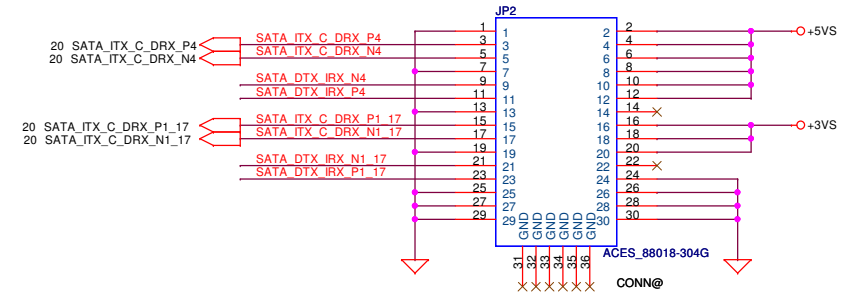 JP2
1 1 2 2 +5VS
20 SATA_ITX_C_DRX_P4 SATA_ITX_C_DRX_P4 3 3 4 4
20 SATA_ITX_C_DRX_N4 SATA_ITX_C_DRX_N4 5 5 6 6
7 7 8 8
SATA_DTX_IRX_N4 9 9 10 10
SATA_DTX_IRX_P4 11 11 12 12
13 13 14 14
20 SATA_ITX_C_DRX_P1_17 SATA_ITX_C_DRX_P1_17 15 15 16 16 +3VS
20 SATA_ITX_C_DRX_N1_17 SATA_ITX_C_DRX_N1_17 17 17 18 18
19 19 20 20
SATA_DTX_IRX_N1_17 21 21 22 22
SATA_DTX_IRX_P1_17 23 23 24 24
25 25 26 26
27 27 28 28
29 29 30 30
GND GND GND GND GND GND
31 32 33 34 35 36
ACES_88018-304G
CONN@